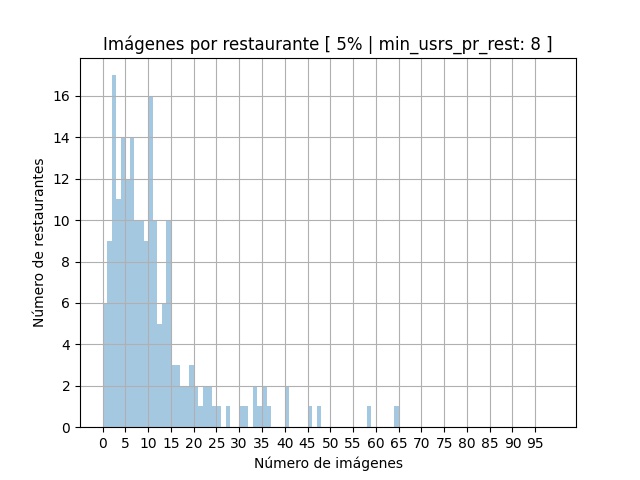 Imágenes por restaurante [ 5% | min_usrs_pr_rest: 8 ]
Número de restaurantes
16
14
12
10
8
6
4
2
0
0 5 10 15 20 25 30 35 40 45 50 55 60 65 70 75 80 85 90 95
Número de imágenes